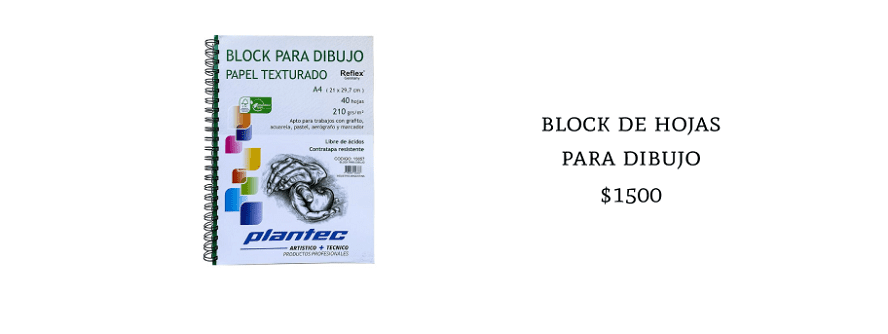 BLOCK PARA DIBUJO
PAPEL TEXTURADO
Reflex
A4 ( 21 x 29,7 cm )
40 hojas
210 grs/m²
Apto para trabajos con grafito,
acuarela, pastel, aerógrafo y marcador
Libre de ácidos
Contratapa resistente
plantec
ARTISTICO + TECNICO
PRODUCTOS PROFESIONALES
BLOCK DE HOJAS
PARA DIBUJO
$1500